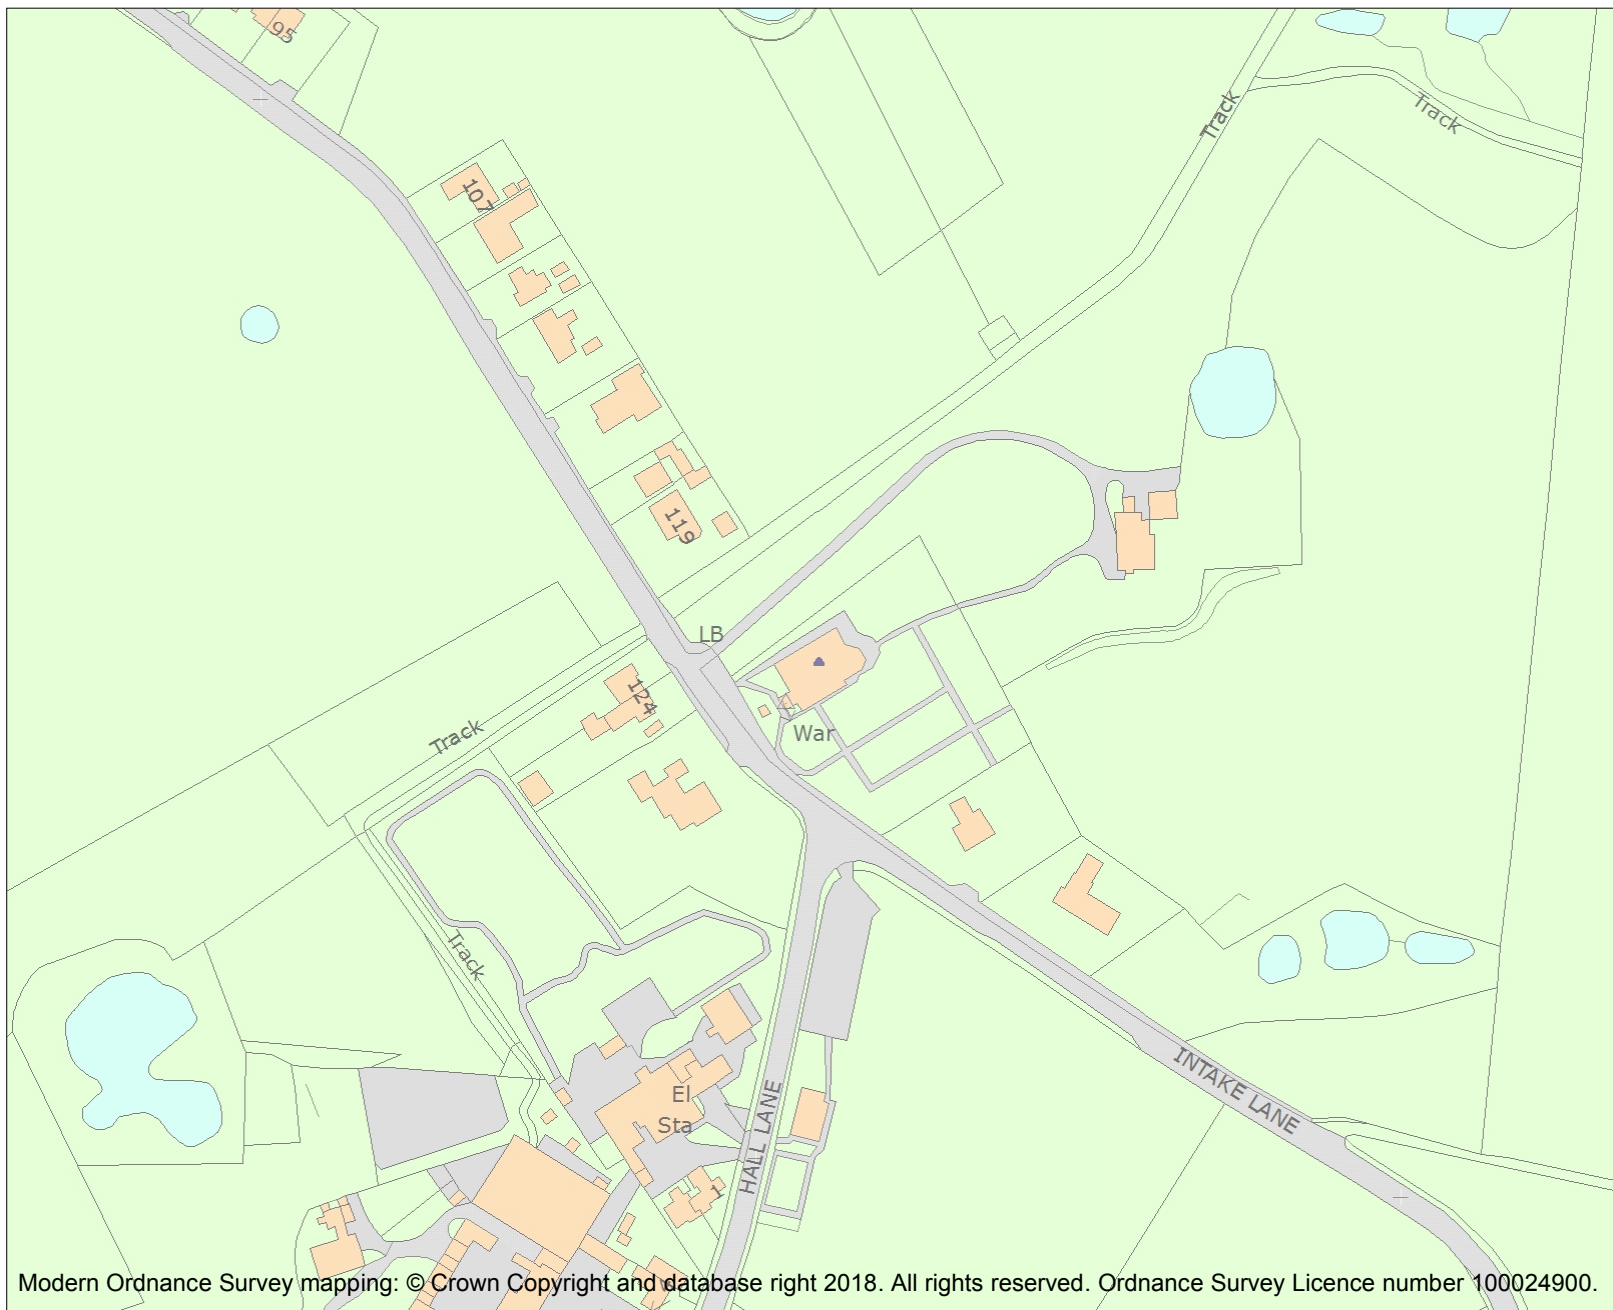 95
Track
Track
107
119
LB
124
War
Track
Track
El
Sta
HALL LANE
INTAKE LANE
1
Modern Ordnance Survey mapping: © Crown Copyright and database right 2018. All rights reserved. Ordnance Survey Licence number 100024900.